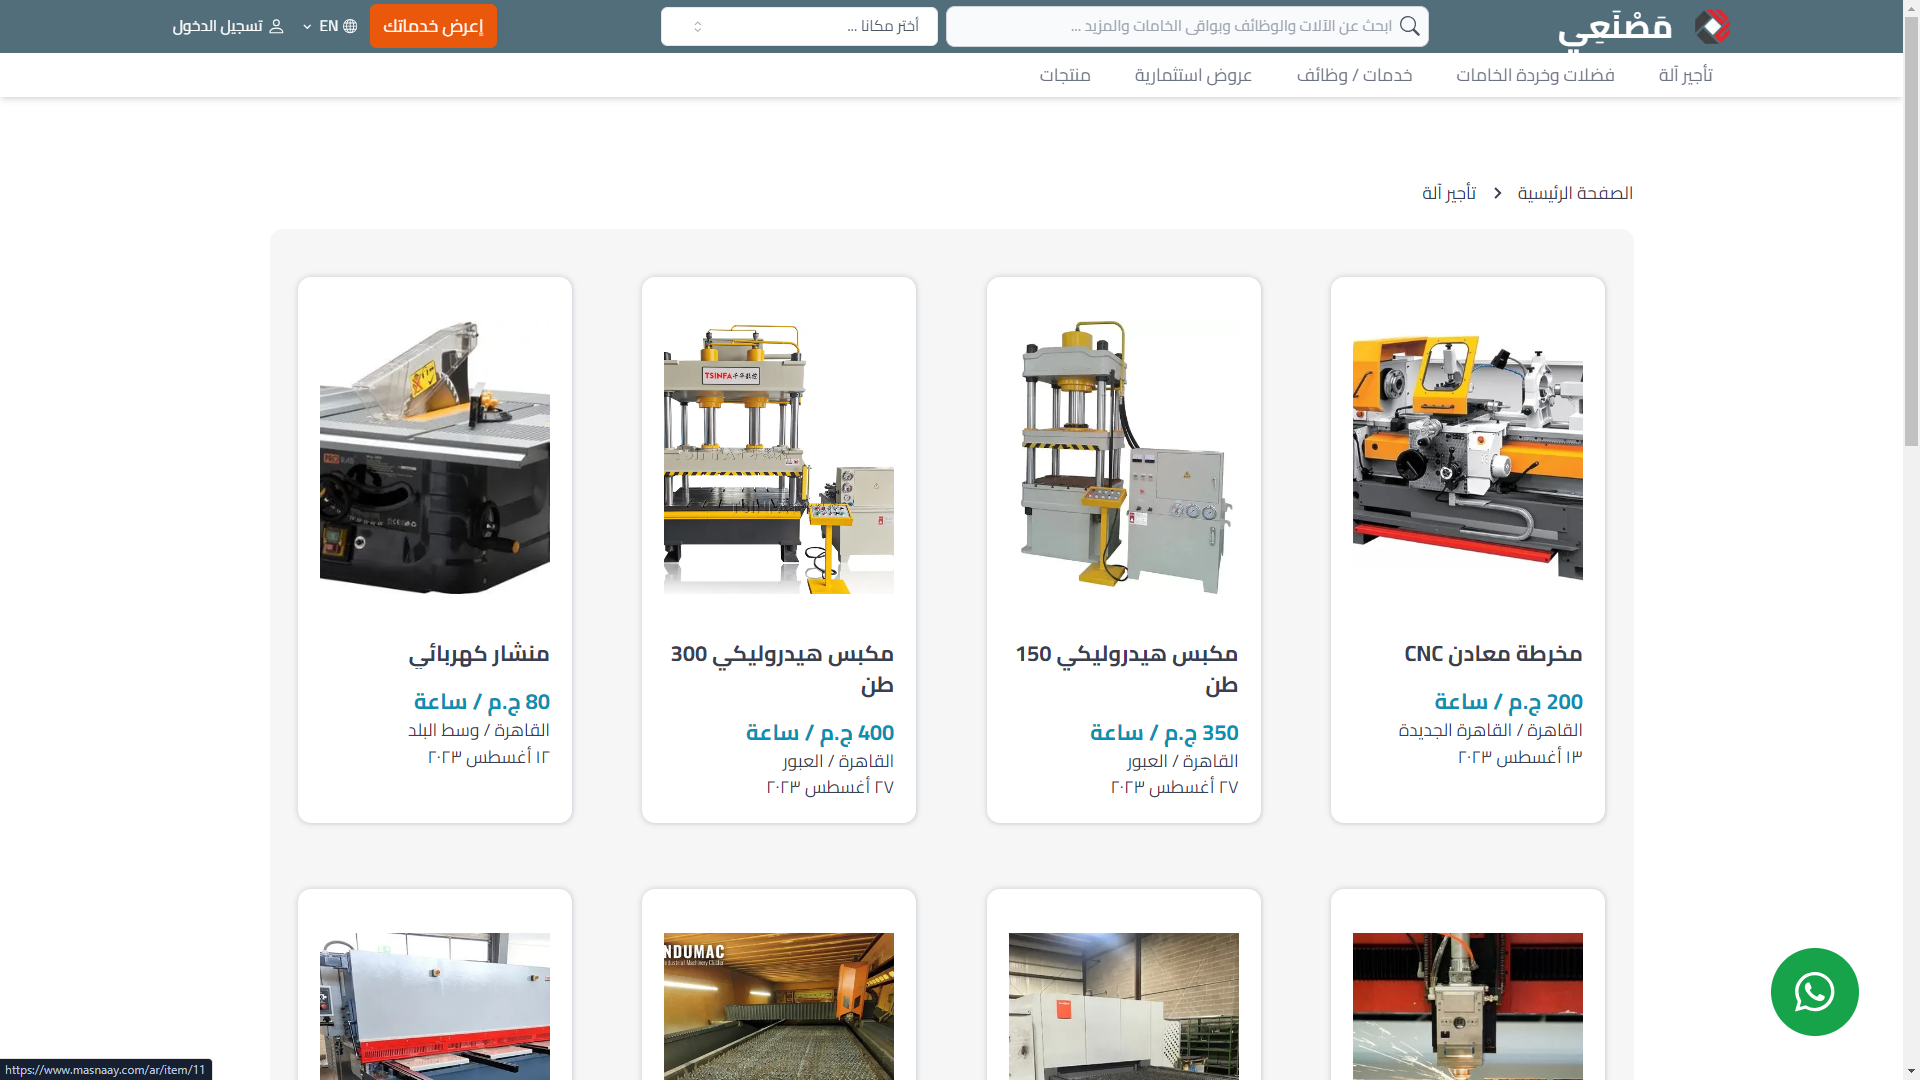 مَصْنَعِي
ابحث عن الآلات والوظائف وبواقى الخامات والمزيد ...
أختر مكانا ...
إعرض خدماتك
EN
تسجيل الدخول
تأجير آلة
فضلات وخردة الخامات
خدمات / وظائف
عروض استثمارية
منتجات
الصفحة الرئيسية
تأجير آلة
مخرطة معادن CNC
200 ج.م / ساعة
القاهرة / القاهرة الجديدة
١٣ أغسطس ٢٠٢٣
مكبس هيدروليكي 150
طن
350 ج.م / ساعة
القاهرة / العبور
٢٧ أغسطس ٢٠٢٣
TSINFA
مكبس هيدروليكي 300
طن
400 ج.م / ساعة
القاهرة / العبور
٢٧ أغسطس ٢٠٢٣
منشار كهربائي
80 ج.م / ساعة
القاهرة / وسط البلد
١٢ أغسطس ٢٠٢٣
NDUMAC
https://www.masnaay.com/ar/item/11